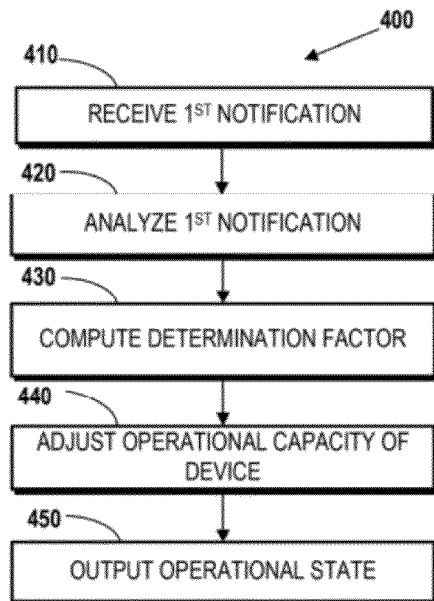 400
410
RECEIVE 1ST NOTIFICATION
420
ANALYZE 1ST NOTIFICATION
430
COMPUTE DETERMINATION FACTOR
440
ADJUST OPERATIONAL CAPACITY OF
DEVICE
450
OUTPUT OPERATIONAL STATE